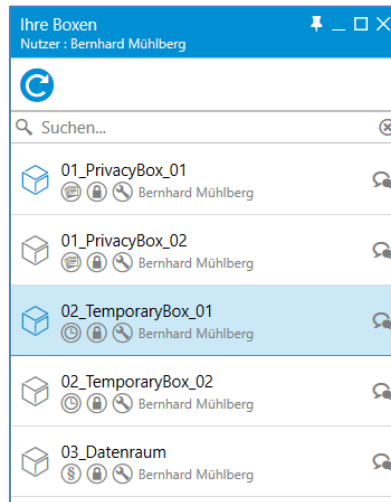 Ihre Boxen
Nutzer : Bernhard Mühlberg
Suchen...
01_PrivacyBox_01
Bernhard Mühlberg
01_PrivacyBox_02
Bernhard Mühlberg
02_TemporaryBox_01
Bernhard Mühlberg
02_TemporaryBox_02
Bernhard Mühlberg
03_Datenraum
§ Bernhard Mühlberg